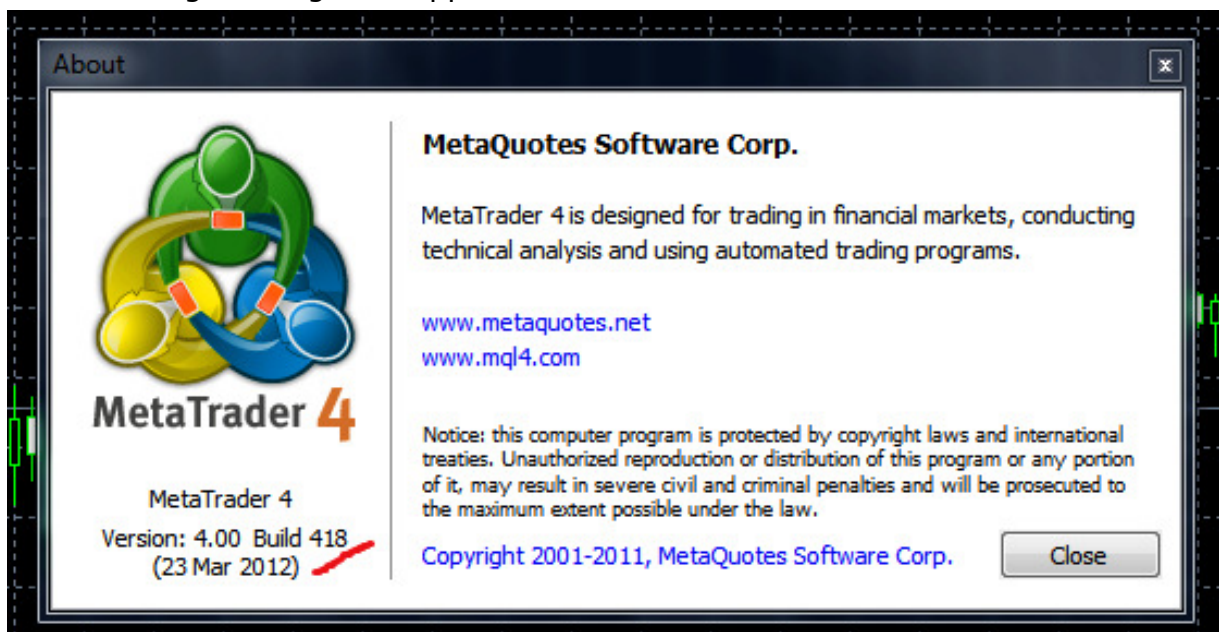 About
MetaQuotes Software Corp.
MetaTrader 4 is designed for trading in financial markets, conducting
technical analysis and using automated trading programs.
www.metaquotes.net
www.mql4.com
MetaTrader 4
Notice: this computer program is protected by copyright laws and international
treaties. Unauthorized reproduction or distribution of this program or any portion
of it, may result in severe civil and criminal penalties and will be prosecuted to
the maximum extent possible under the law.
MetaTrader 4
Version: 4.00 Build 418
(23 Mar 2012)
Copyright 2001-2011, MetaQuotes Software Corp.
Close